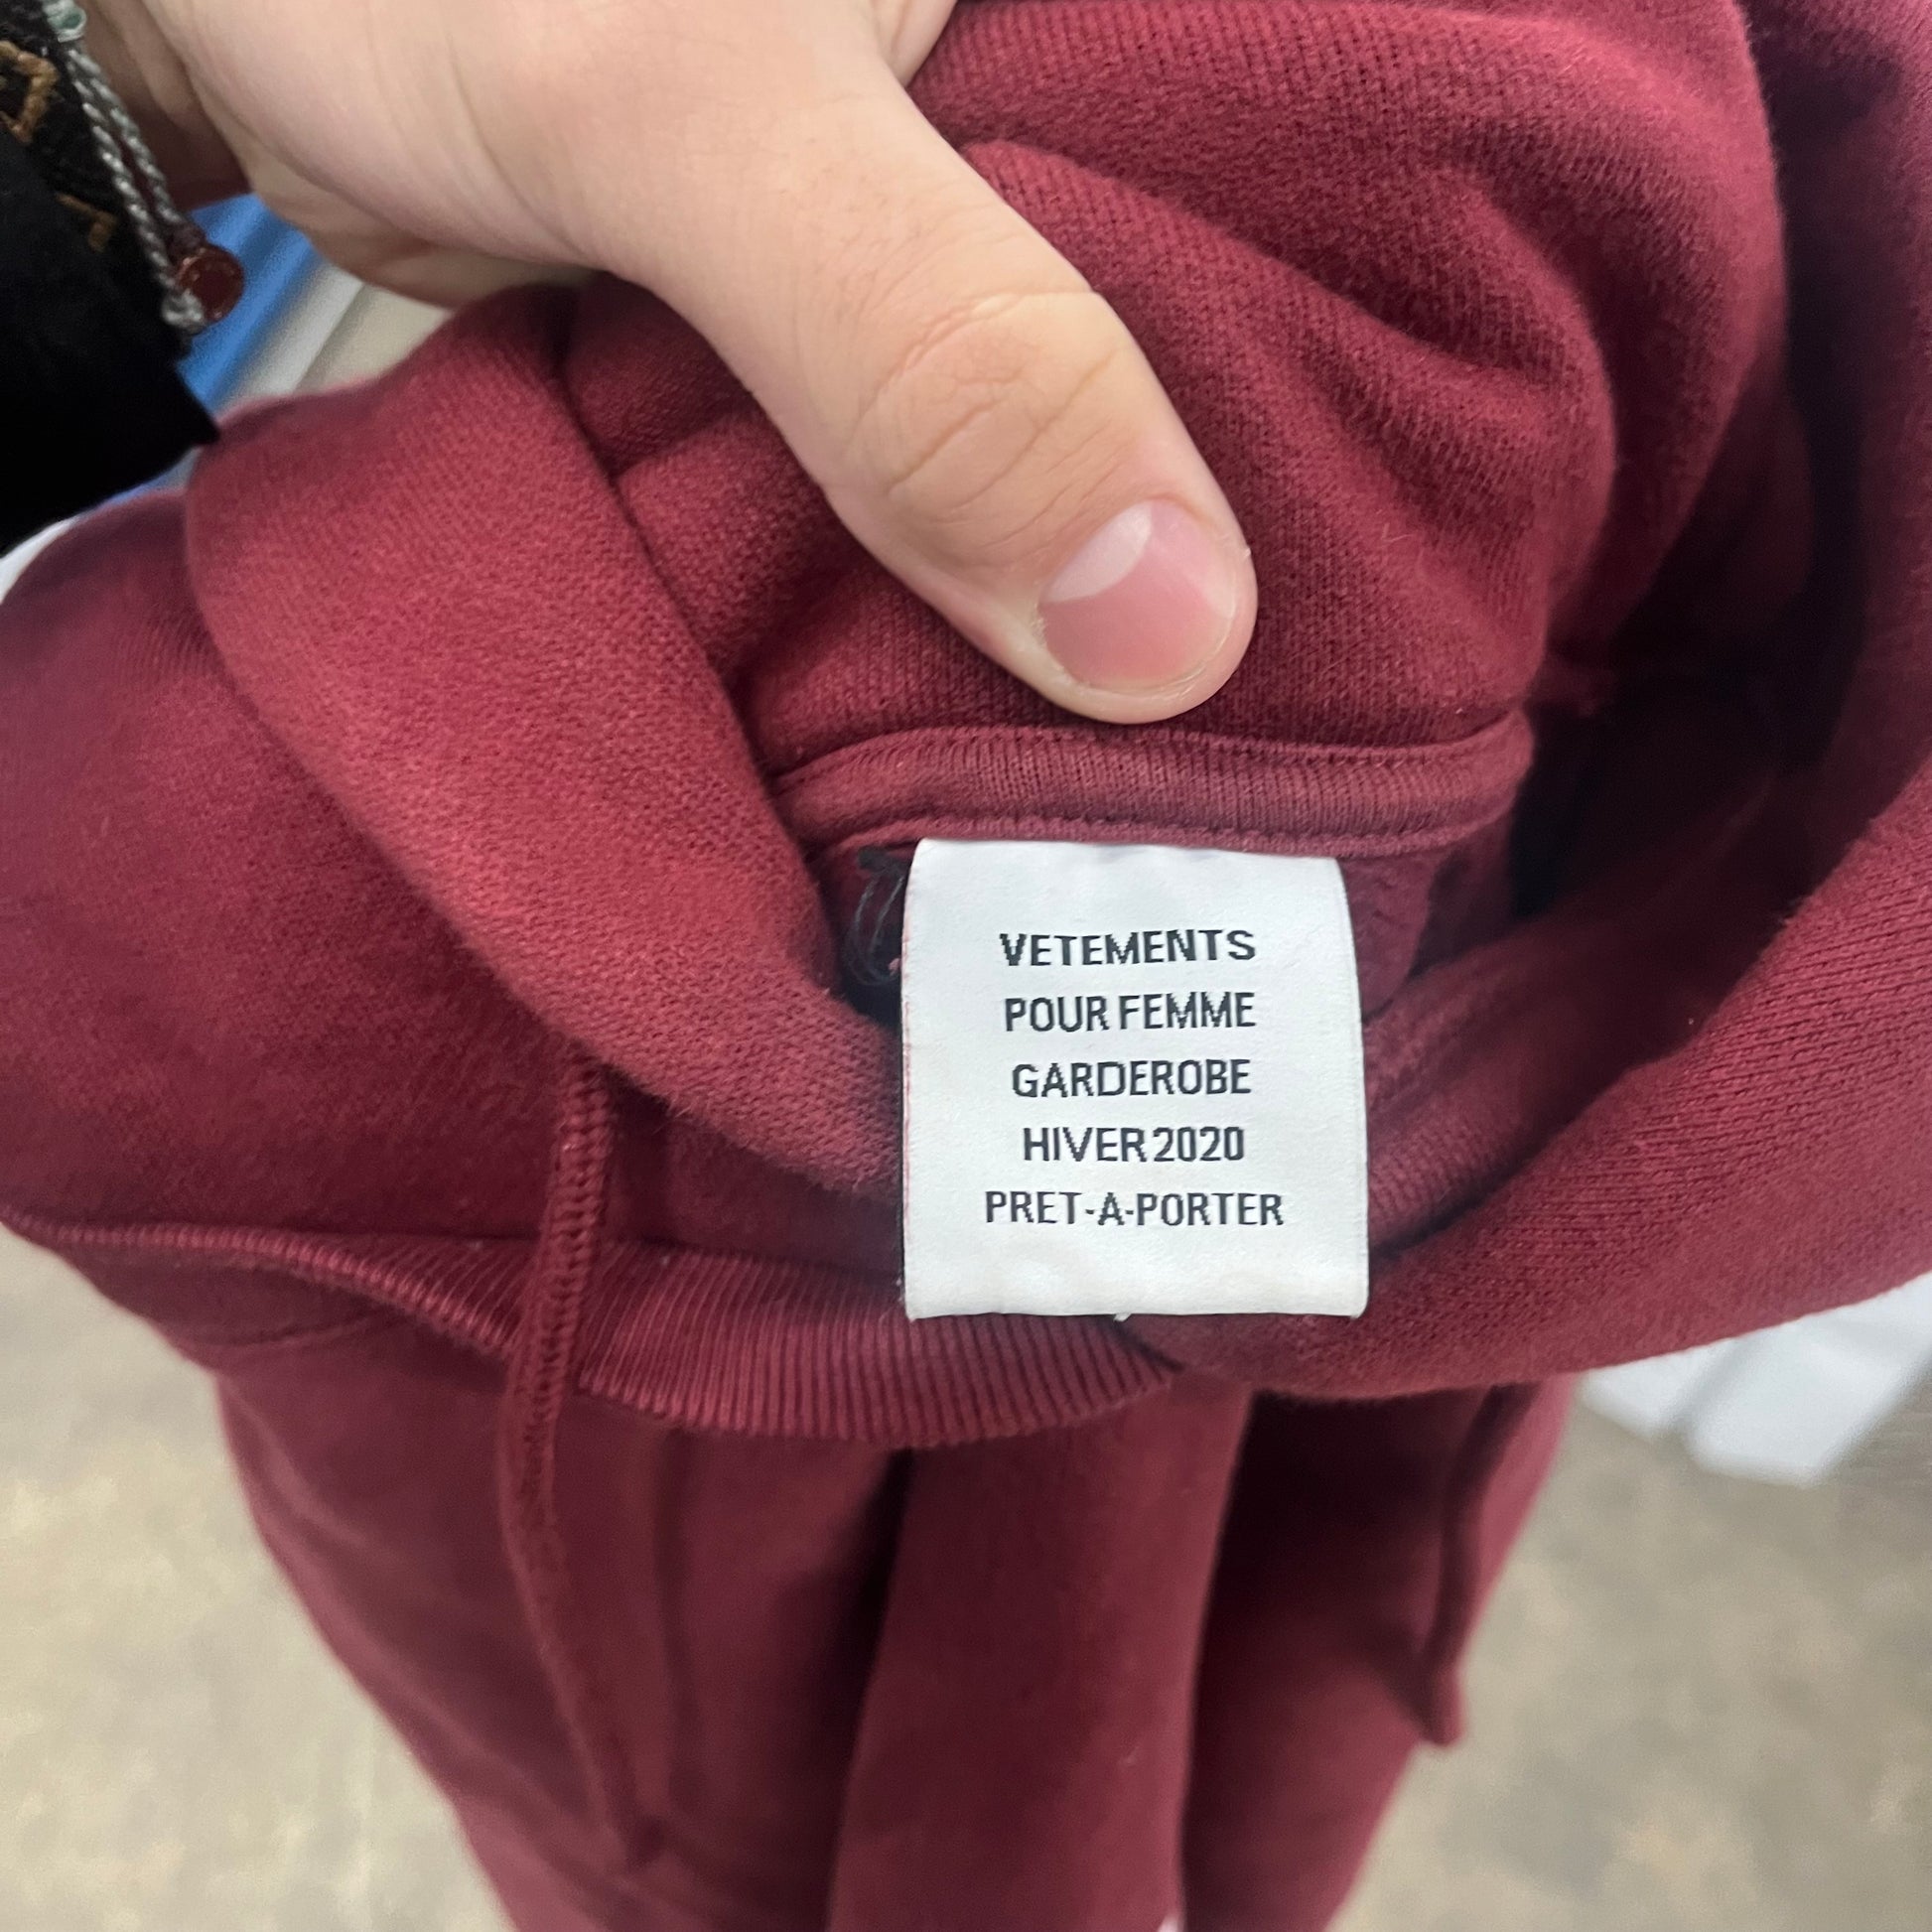 VETEMENTS
POUR FEMME
GARDEROBE
HIVER 2020
PRET-A-PORTER